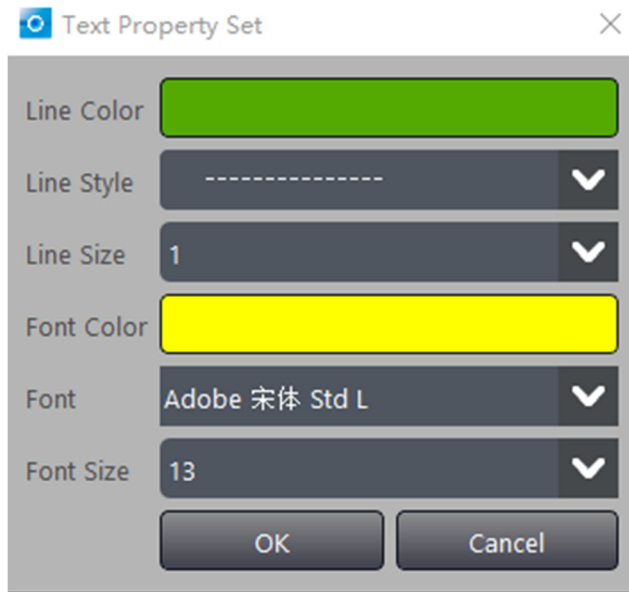 Text Property Set
Line Color
Line Style ---------------
Line Size 1
Font Color
Font Adobe 宋体 Std L
Font Size 13
OK Cancel